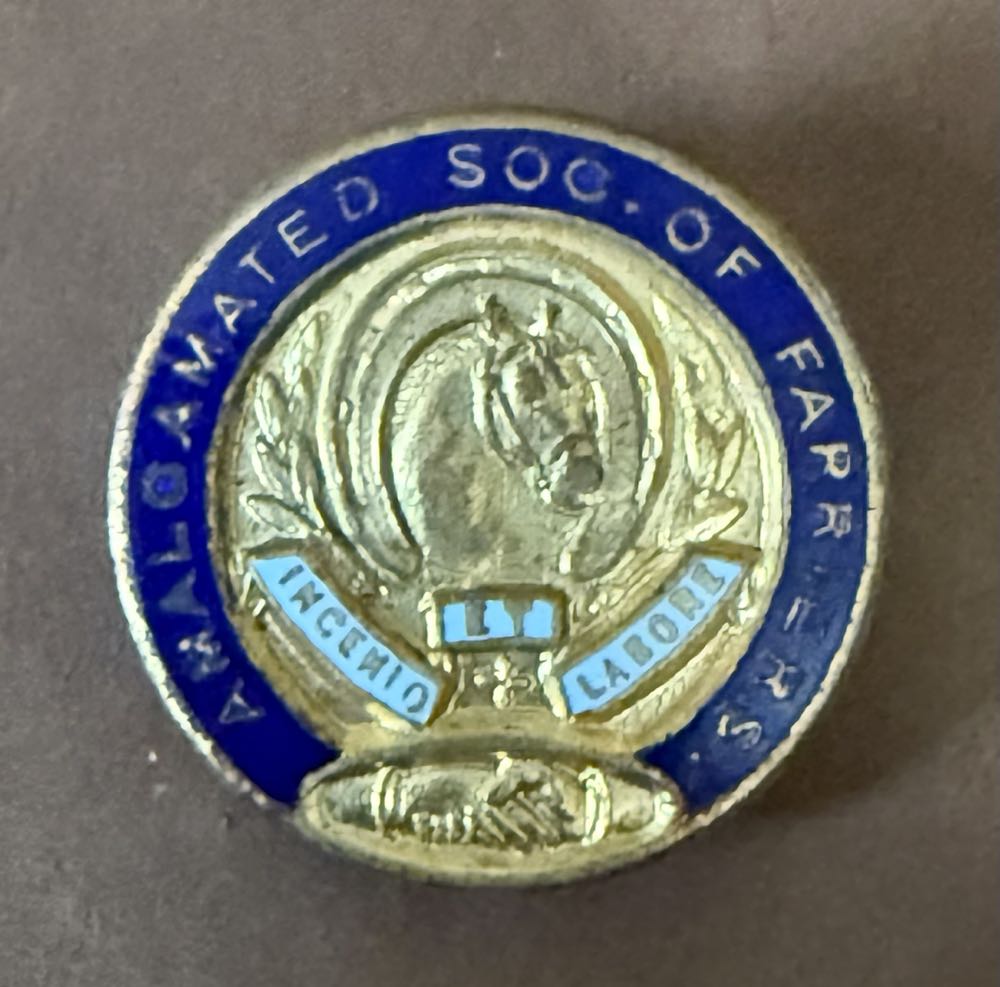 AMALGAMATED SOC. OF FARRIERS
INGENIO ET LABORE